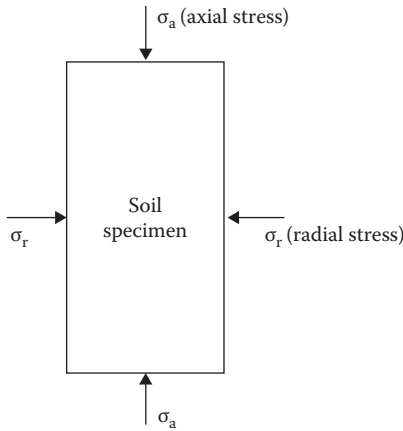 σa (axial stress)
Soil
specimen
σr
σr (radial stress)
σa